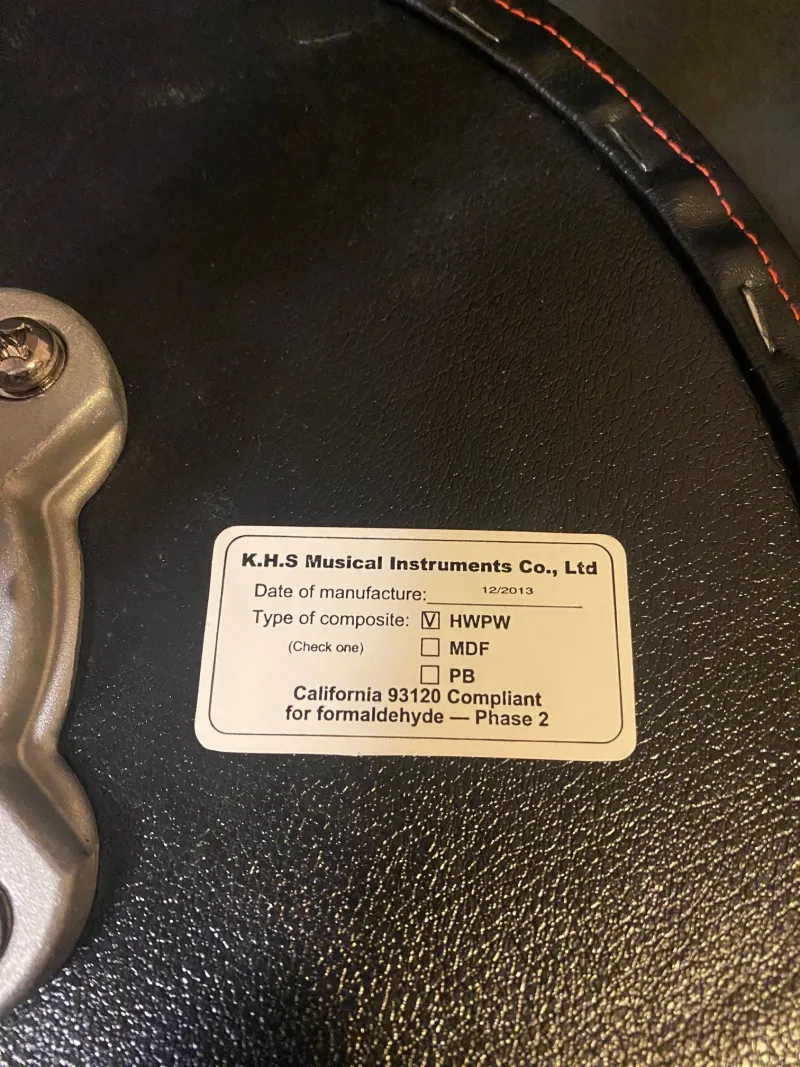 K.H.S Musical Instruments Co., Ltd
Date of manufacture: 12/2013
Type of composite: ☑ HWPW
(Check one) ☐ MDF
☐ PB
California 93120 Compliant
for formaldehyde — Phase 2